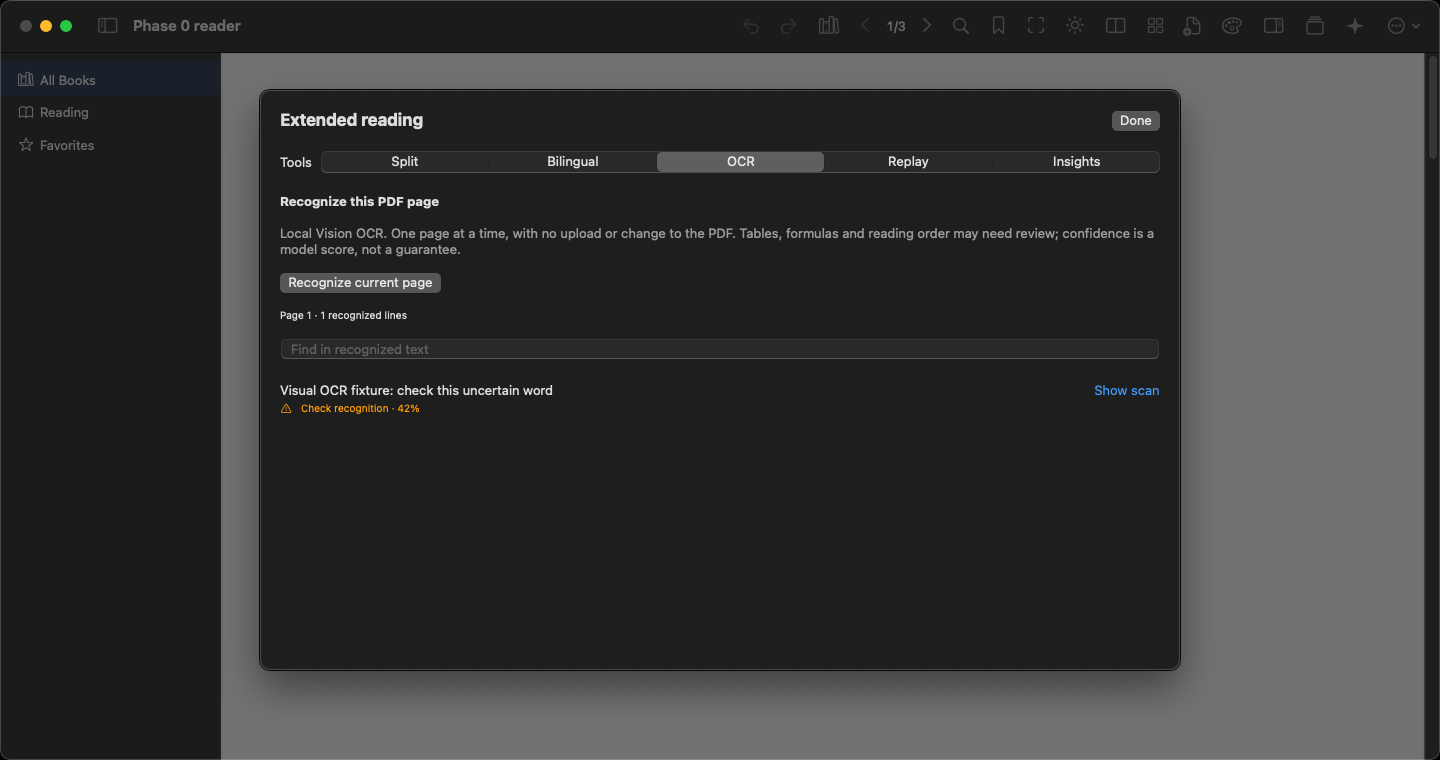 Phase 0 reader
1/3
All Books
Reading
Favorites
Extended reading
Done
Tools
Split
Bilingual
OCR
Replay
Insights
Recognize this PDF page
Local Vision OCR. One page at a time, with no upload or change to the PDF. Tables, formulas and reading order may need review; confidence is a
model score, not a guarantee.
Recognize current page
Page 1 · 1 recognized lines
Find in recognized text
Visual OCR fixture: check this uncertain word
Show scan
Check recognition · 42%